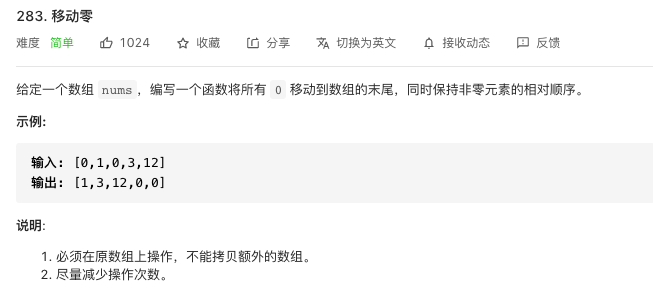 283. 移动零
难度 简单 1024 收藏 分享 切换为英文 接收动态 反馈
给定一个数组 nums，编写一个函数将所有 0 移动到数组的末尾，同时保持非零元素的相对顺序。
示例:
输入: [0,1,0,3,12]
输出: [1,3,12,0,0]
说明:
1. 必须在原数组上操作，不能拷贝额外的数组。
2. 尽量减少操作次数。